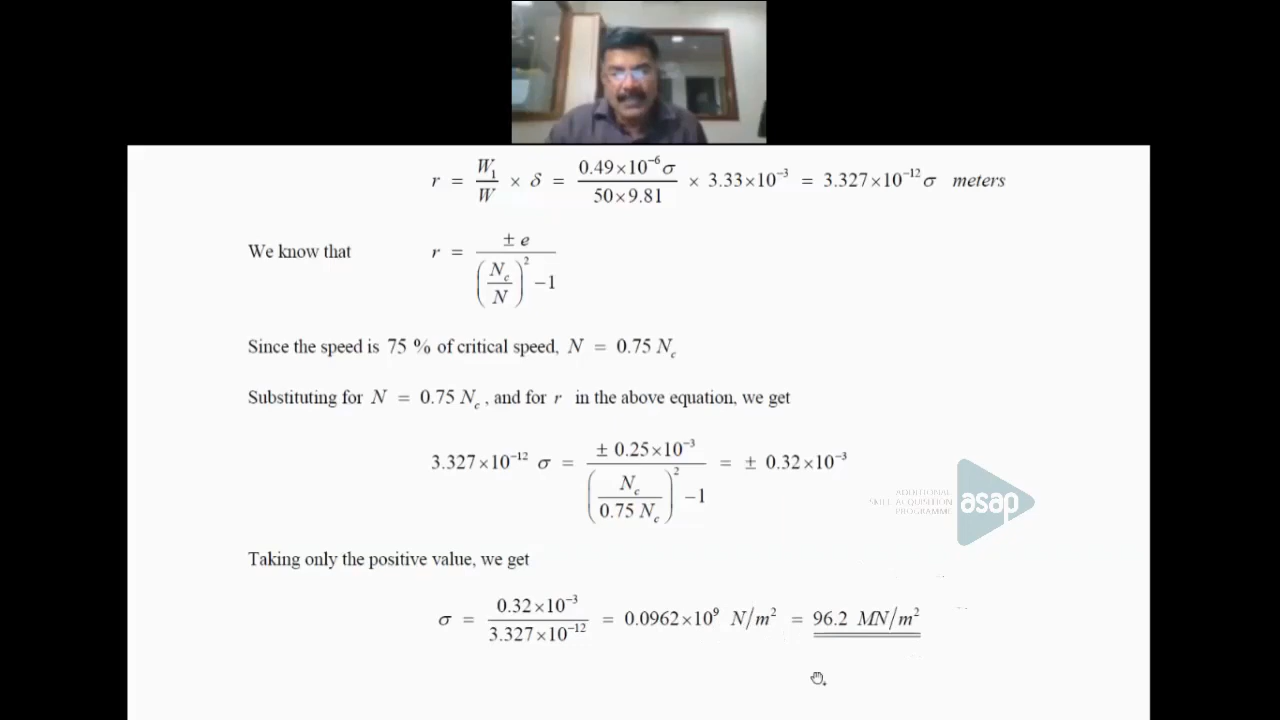 r = W₁/W × δ = 0.49×10⁻⁶σ / 50×9.81 × 3.33×10⁻³ = 3.327×10⁻¹²σ meters
We know that r = ± e / (N_c/N)² −1
Since the speed is 75 % of critical speed, N = 0.75 N_c
Substituting for N = 0.75 N_c , and for r in the above equation, we get
3.327×10⁻¹² σ = ± 0.25×10⁻³ / (N_c / 0.75 N_c)² −1 = ± 0.32×10⁻³
ADDITIONAL
SKILL ACQUISITION
PROGRAMME
asap
Taking only the positive value, we get
σ = 0.32×10⁻³ / 3.327×10⁻¹² = 0.0962×10⁹ N/m² = 96.2 MN/m²